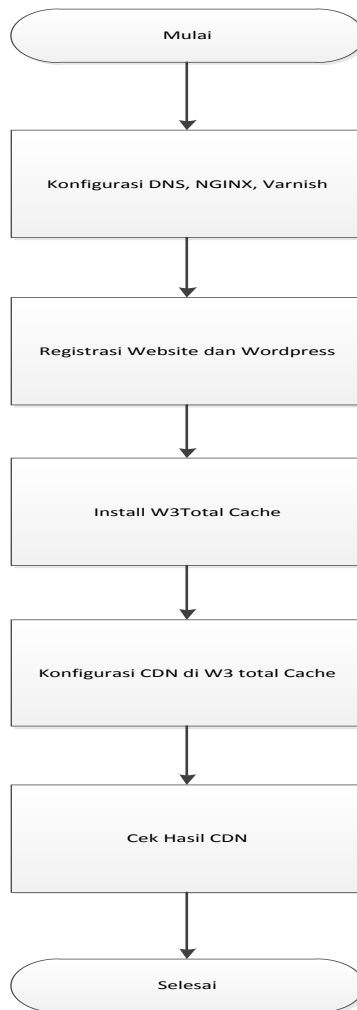 Mulai
Konfigurasi DNS, NGINX, Varnish
Registrasi Website dan Wordpress
Install W3Total Cache
Konfigurasi CDN di W3 total Cache
Cek Hasil CDN
Selesai